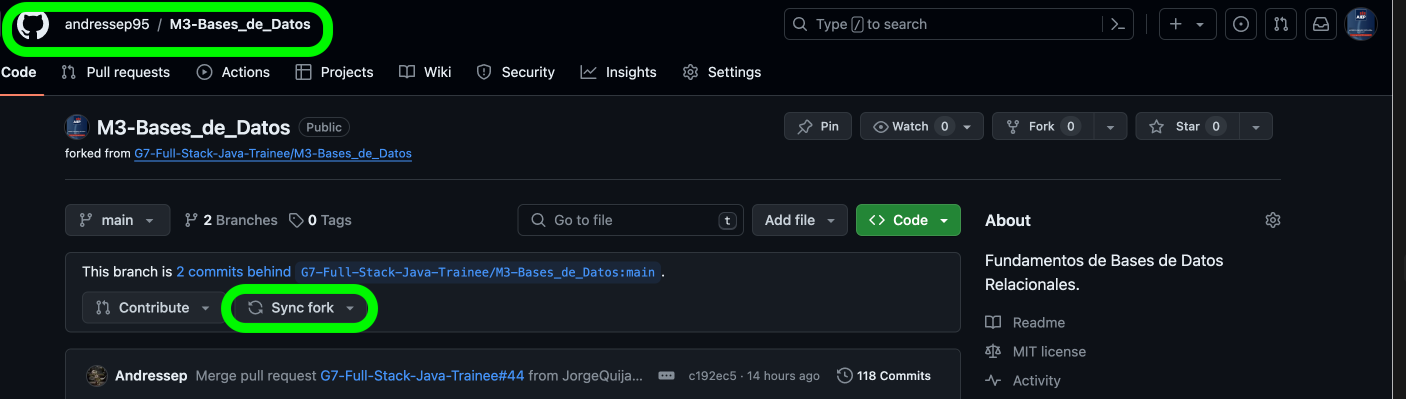 andressep95 / M3-Bases_de_Datos
Type / to search
Code Pull requests Actions Projects Wiki Security Insights Settings
M3-Bases_de_Datos Public
Pin Watch 0 Fork 0 Star 0
forked from G7-Full-Stack-Java-Trainee/M3-Bases_de_Datos
main 2 Branches 0 Tags
Go to file t
Add file <> Code
About
This branch is 2 commits behind G7-Full-Stack-Java-Trainee/M3-Bases_de_Datos:main .
Contribute Sync fork
Fundamentos de Bases de Datos
Relacionales.
Readme
MIT license
Activity
Andressep Merge pull request G7-Full-Stack-Java-Trainee#44 from JorgeQuija... c192ec5 · 14 hours ago 118 Commits